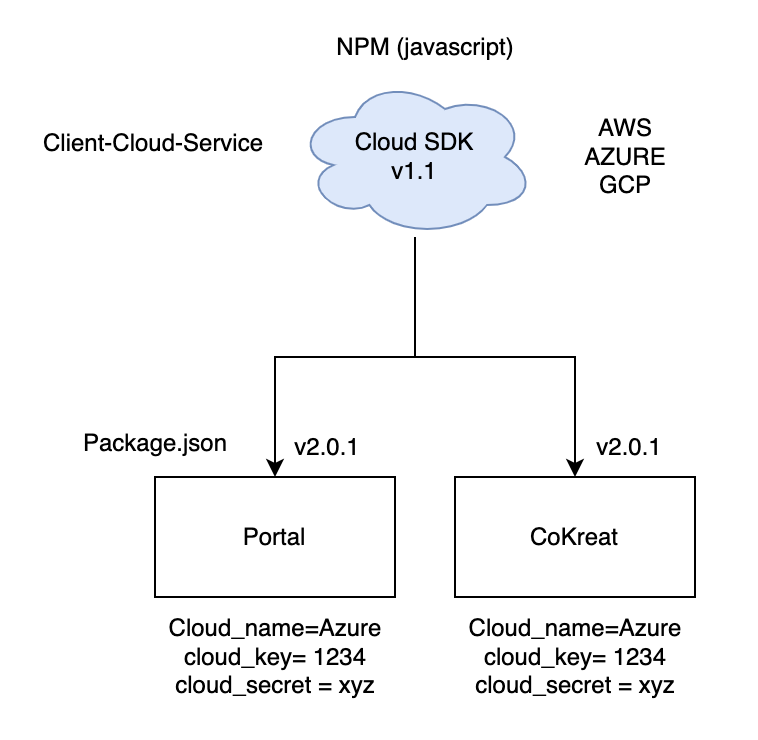 NPM (javascript)
Client-Cloud-Service
Cloud SDK
v1.1
AWS
AZURE
GCP
Package.json
v2.0.1
v2.0.1
Portal
CoKreat
Cloud_name=Azure
cloud_key= 1234
cloud_secret = xyz
Cloud_name=Azure
cloud_key= 1234
cloud_secret = xyz